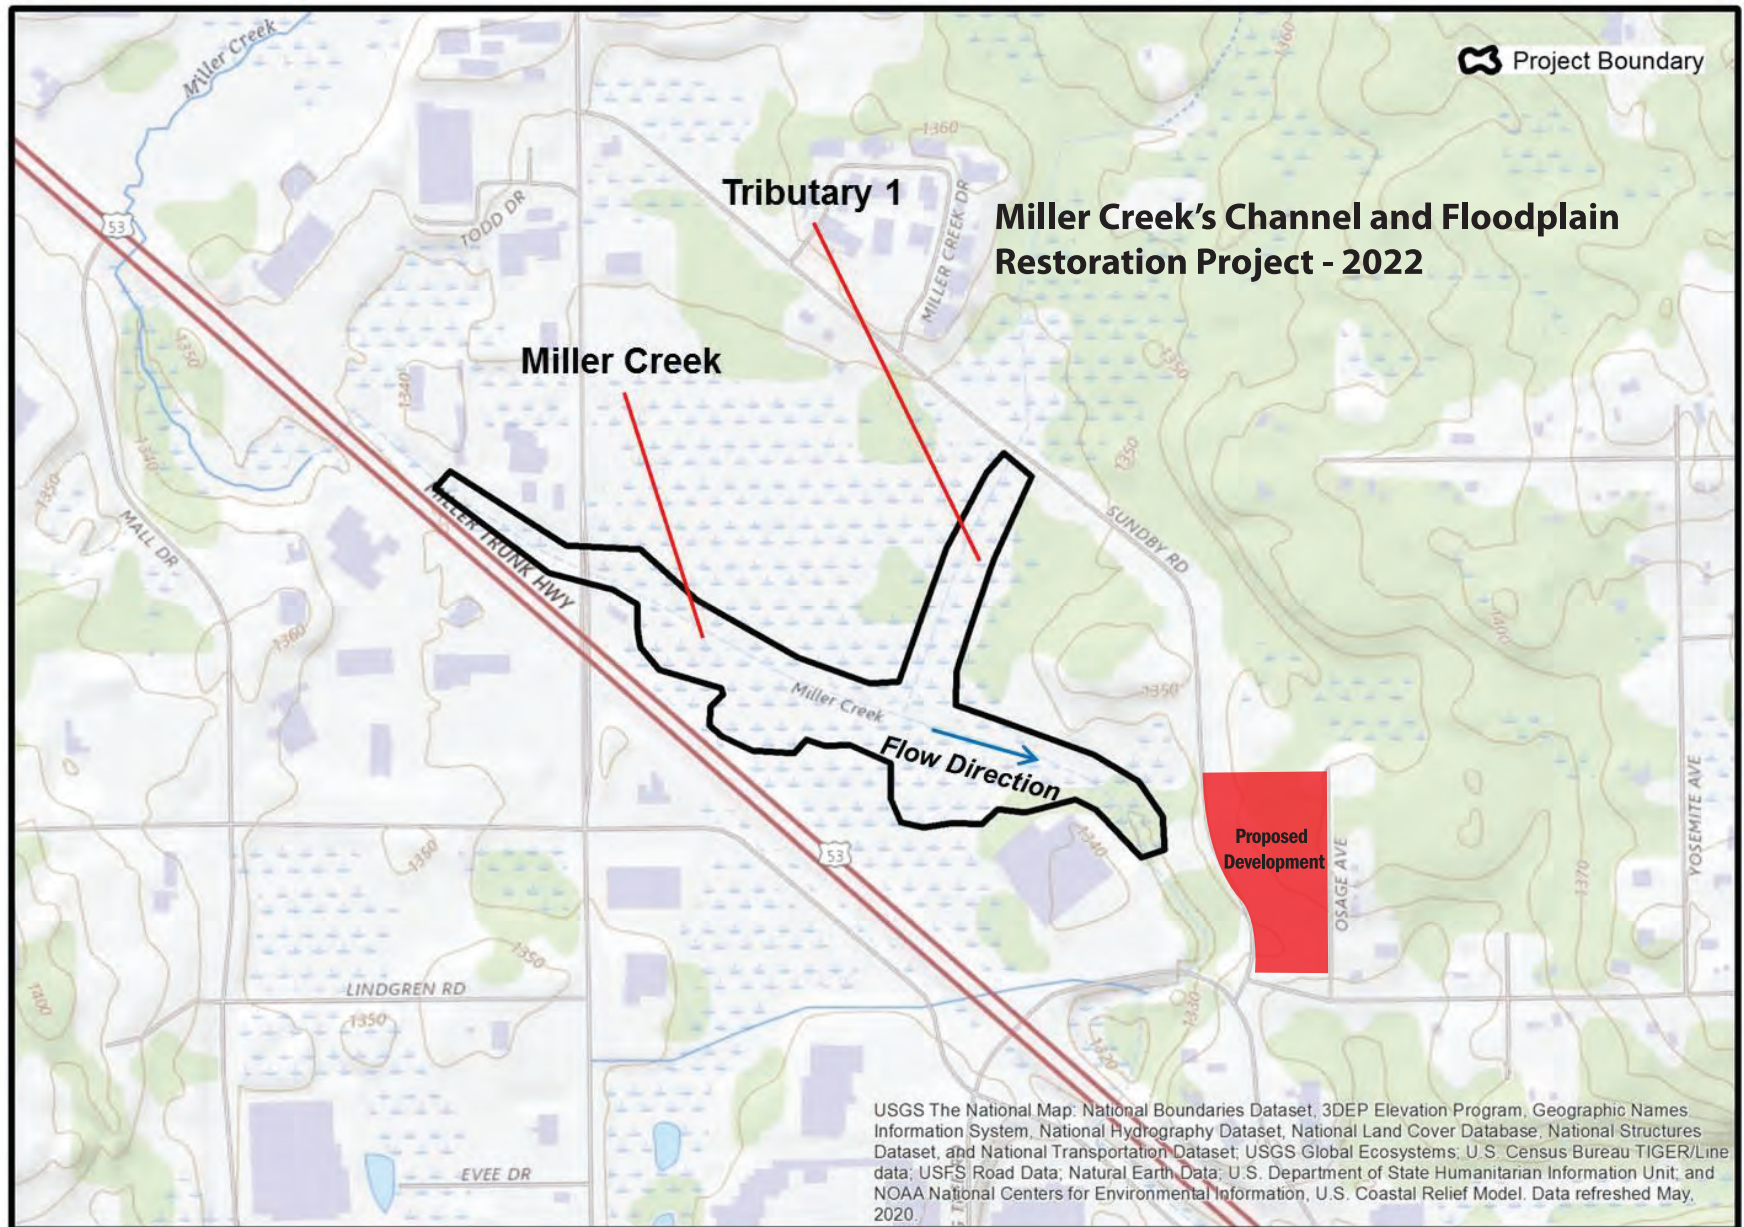 Miller Creek
Project Boundary
1360
1360
53
TODD DR
Tributary 1
MILLER CREEK DR
Miller Creek's Channel and Floodplain
Restoration Project - 2022
1350
1340
Miller Creek
1350
1340
1350
1350
MALL DR
MILLER TRUNK HWY
SUNDBY RD
1360
1400
1350
Miller Creek
Flow Direction
Proposed
Development
OSAGE AVE
YOSEMITE AVE
1350
53
1340
1370
1350
LINDGREN RD
1400
1350
1330
1320
EVEE DR
USGS The National Map: National Boundaries Dataset, 3DEP Elevation Program, Geographic Names
Information System, National Hydrography Dataset, National Land Cover Database, National Structures
Dataset, and National Transportation Dataset; USGS Global Ecosystems; U.S. Census Bureau TIGER/Line
data; USFS Road Data; Natural Earth Data; U.S. Department of State Humanitarian Information Unit; and
NOAA National Centers for Environmental Information, U.S. Coastal Relief Model. Data refreshed May,
2020.